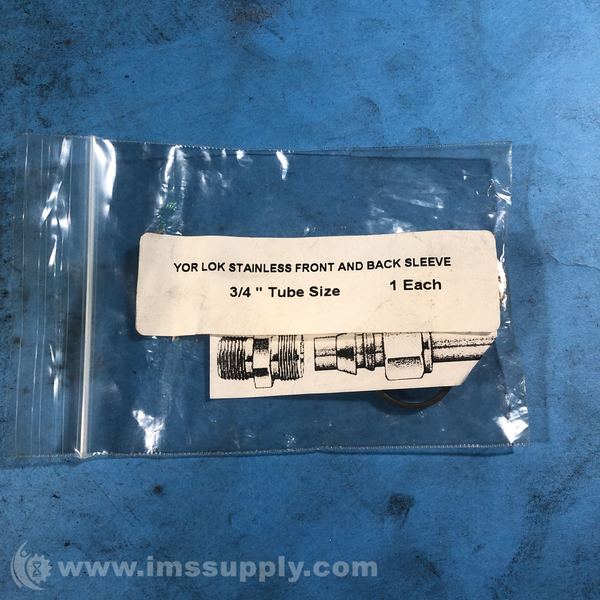 YOR LOK STAINLESS FRONT AND BACK SLEEVE
3/4 " Tube Size 1 Each
www.imssupply.com